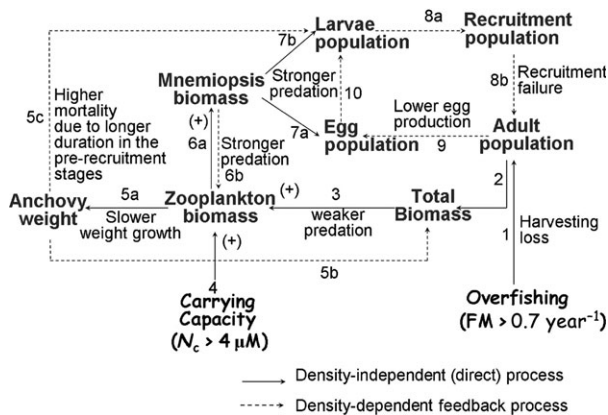 Larvae
population
8a
Recruitment
population
7b
Mnemiopsis
biomass
Stronger
predation
10
8b
Recruitment
failure
5c
Higher
mortality
due to longer
duration in the
pre-recruitment
stages
(+)
6a
Stronger
predation
6b
7a
Egg
population
Lower egg
production
9
Adult
population
Anchovy
weight
5a
Slower
weight growth
Zooplankton
biomass
(+)
3
weaker
predation
Total
Biomass
2
(+)
1
Harvesting
loss
5b
4
Carrying
Capacity
(Nc > 4 µM)
Overfishing
(FM > 0.7 year⁻¹)
Density-independent (direct) process
Density-dependent feedback process